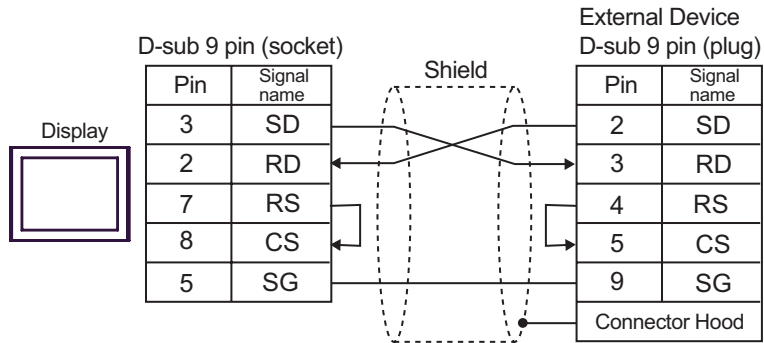 External Device
D-sub 9 pin (socket)
D-sub 9 pin (plug)
Shield
Display
Pin Signal name
3 SD
2 RD
7 RS
8 CS
5 SG
Pin Signal name
2 SD
3 RD
4 RS
5 CS
9 SG
Connector Hood